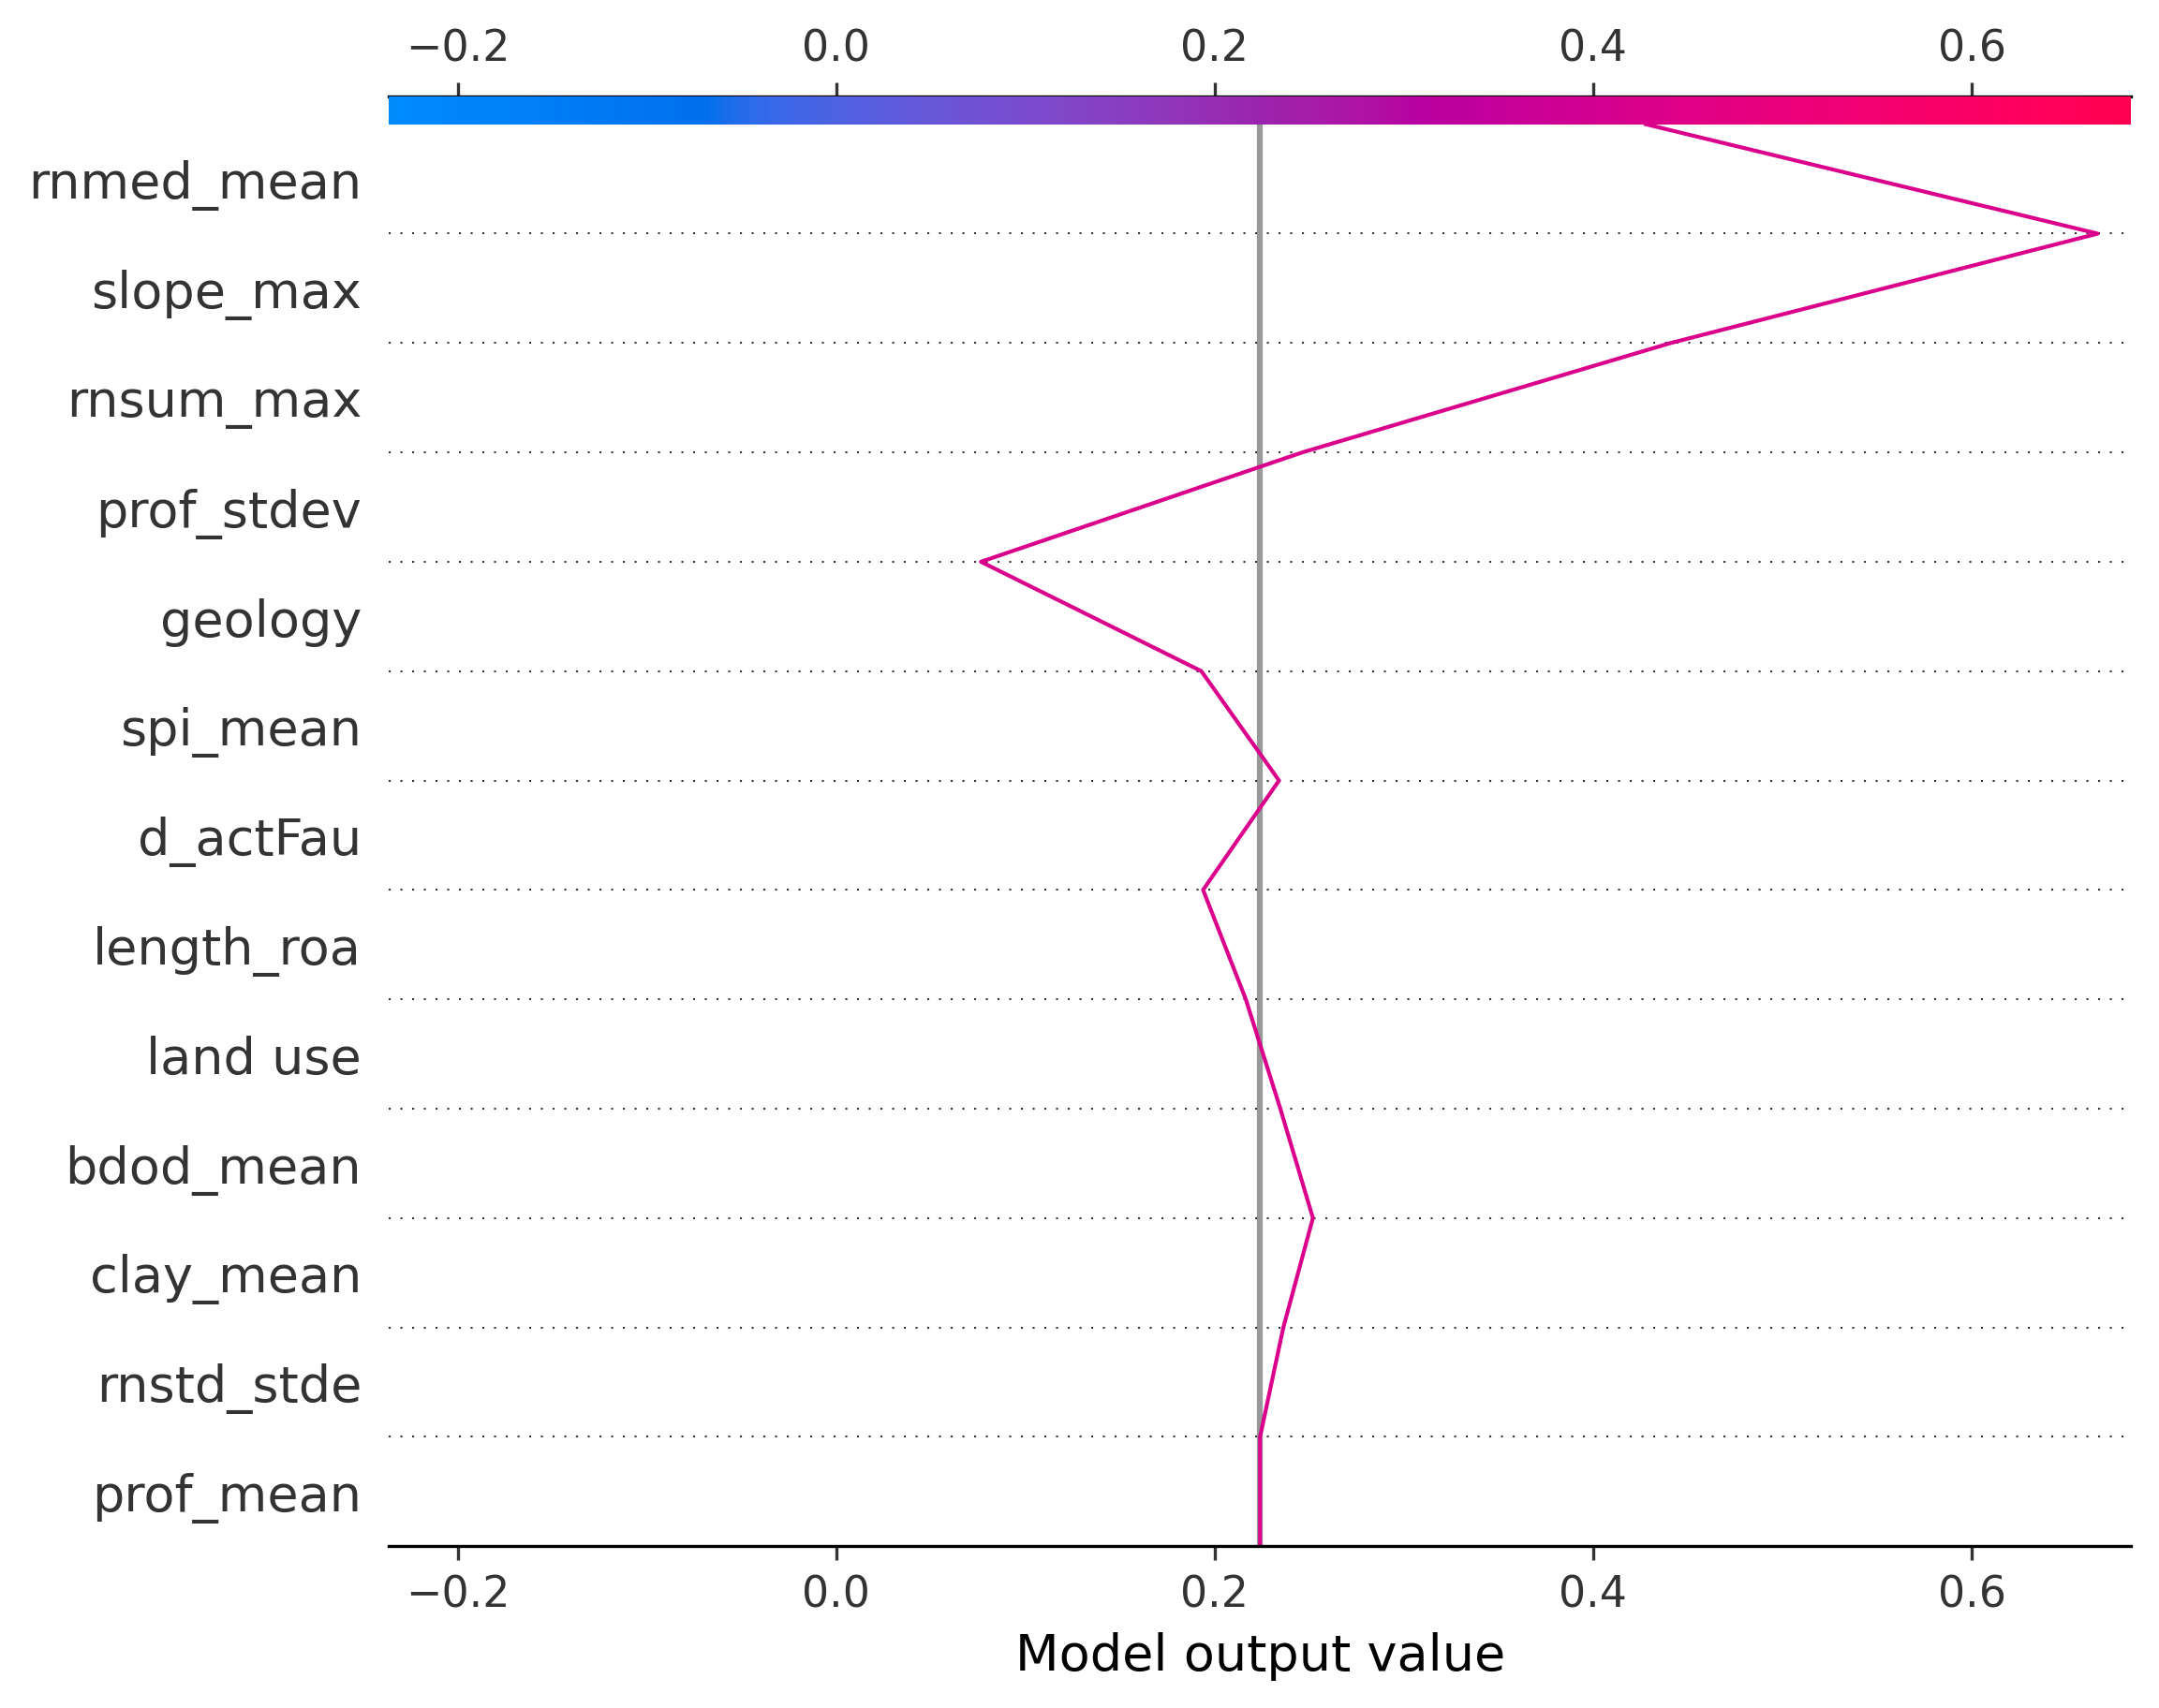 −0.2 0.0 0.2 0.4 0.6
rnmed_mean
slope_max
rnsum_max
prof_stdev
geology
spi_mean
d_actFau
length_roa
land use
bdod_mean
clay_mean
rnstd_stde
prof_mean
−0.2 0.0 0.2 0.4 0.6
Model output value